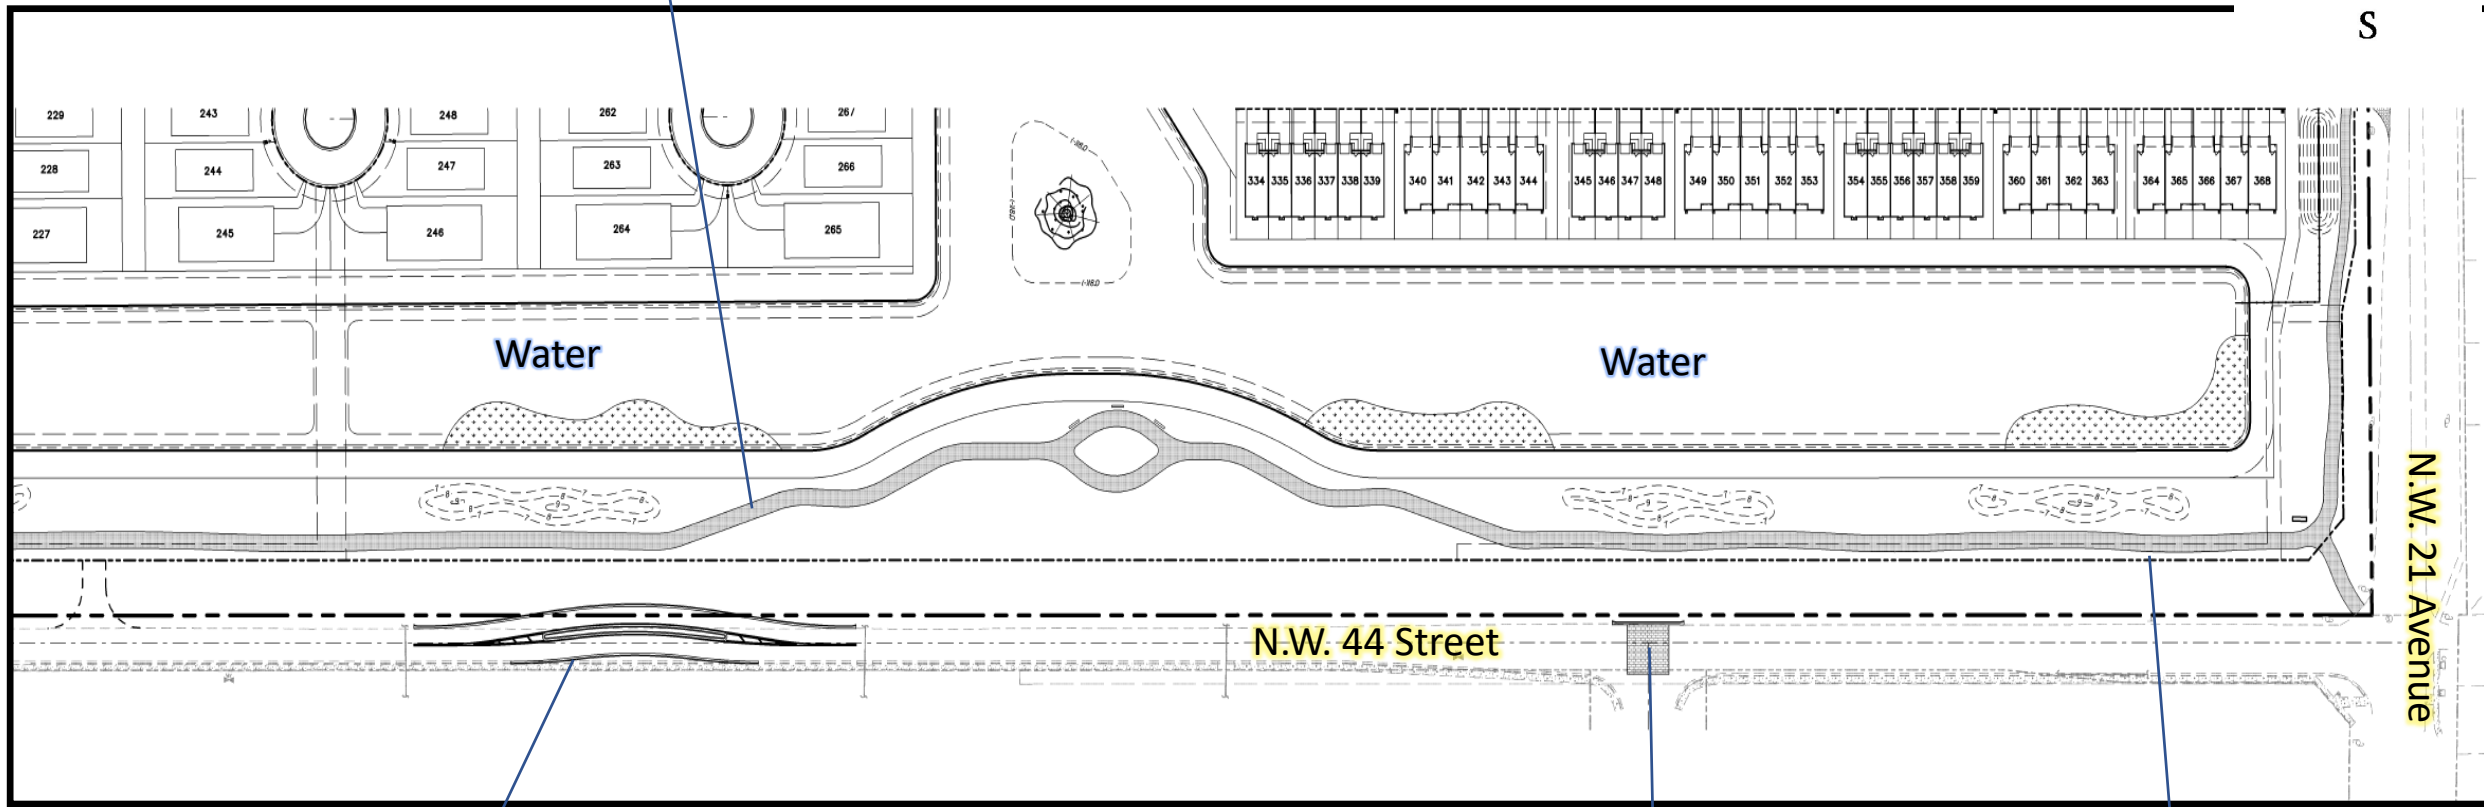 S
229 243 248 262 267
228 244 247 263 266
227 245 246 264 265
334 335 336 337 338 339 340 341 342 343 344 345 346 347 348 349 350 351 352 353 354 355 356 357 358 359 360 361 362 363 364 365 366 367 368
Water
Water
N.W. 44 Street
N.W. 21 Avenue